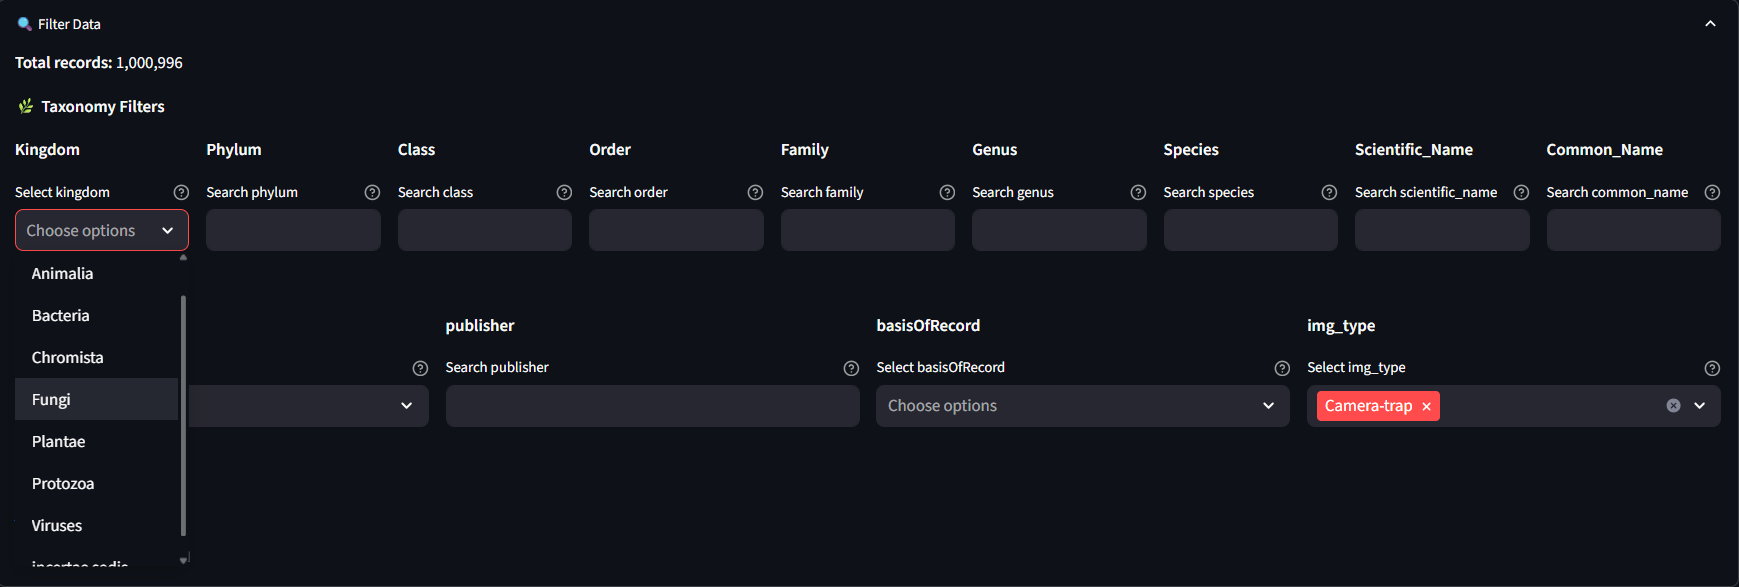 Filter Data
Total records: 1,000,996
Taxonomy Filters
Kingdom Phylum Class Order Family Genus Species Scientific_Name Common_Name
Select kingdom Search phylum Search class Search order Search family Search genus Search species Search scientific_name Search common_name
Choose options
Animalia
Bacteria
Chromista
Fungi
Plantae
Protozoa
Viruses
incertae sedis
publisher basisOfRecord img_type
Search publisher Select basisOfRecord Select img_type
Choose options Camera-trap ×